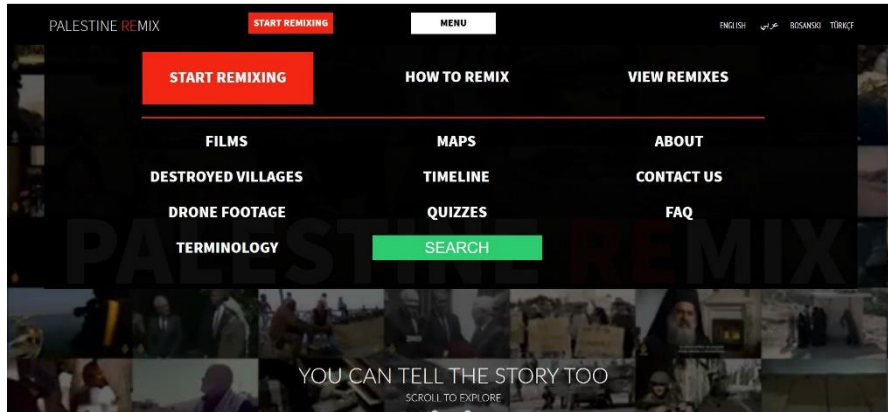 PALESTINE REMIX START REMIXING MENU ENGLISH عربي BOSANSKI TÜRKÇE
START REMIXING HOW TO REMIX VIEW REMIXES
FILMS MAPS ABOUT
DESTROYED VILLAGES TIMELINE CONTACT US
DRONE FOOTAGE QUIZZES FAQ
PALESTINE REMIX
TERMINOLOGY SEARCH
YOU CAN TELL THE STORY TOO
SCROLL TO EXPLORE